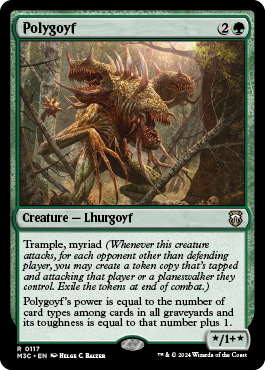 Polygoyf 2
Creature — Lhurgoyf
Trample, myriad (Whenever this creature
attacks, for each opponent other than defending
player, you may create a token copy that's tapped
and attacking that player or a planeswalker they
control. Exile the tokens at end of combat.)
Polygoyf's power is equal to the number of
card types among cards in all graveyards and
its toughness is equal to that number plus 1.
*/1+*
R 0117
M3C • EN HELGE C. BALZER ™ & © 2024 Wizards of the Coast